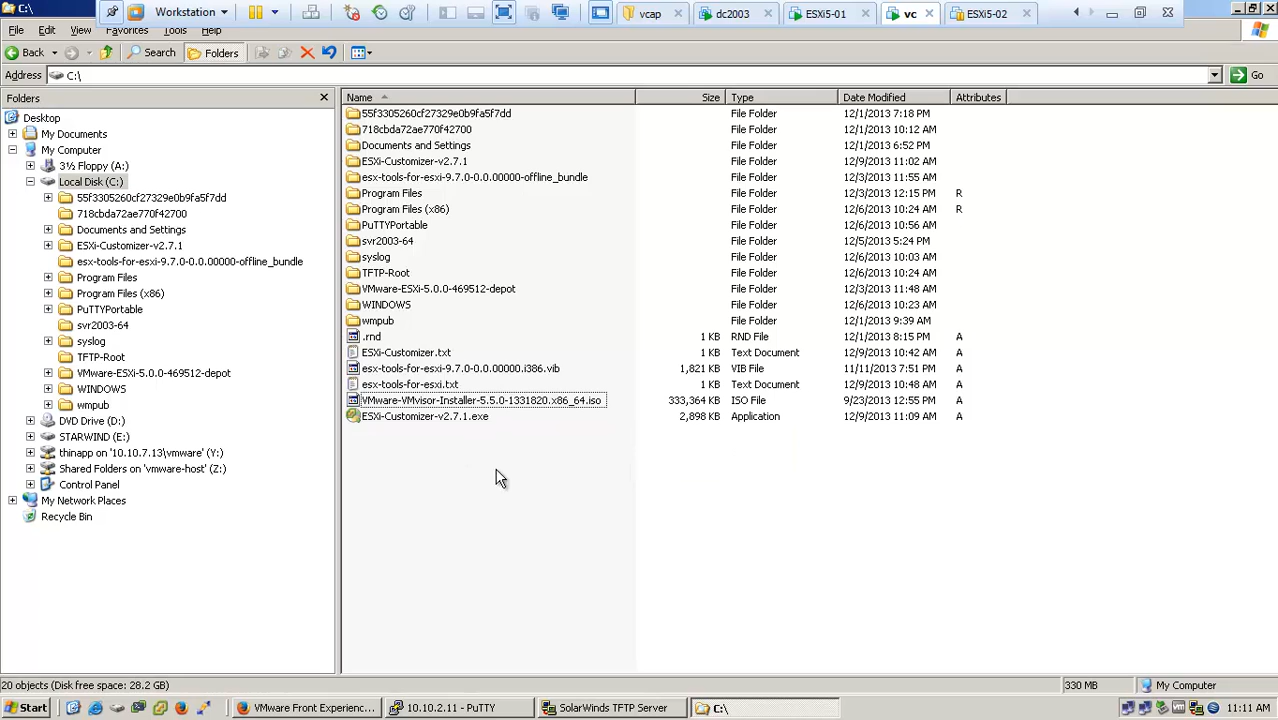 C:\
Workstation
vcap
dc2003
ESXi5-01
vc
ESXi5-02
File Edit View Favorites Tools Help
Back Search Folders
Address C:\ Go
Folders
Name Size Type Date Modified Attributes
Desktop
My Documents
My Computer
3½ Floppy (A:)
Local Disk (C:)
55f3305260cf27329e0b9fa5f7dd
718cbda72ae770f42700
Documents and Settings
ESXi-Customizer-v2.7.1
esx-tools-for-esxi-9.7.0-0.0.00000-offline_bundle
Program Files
Program Files (x86)
PuTTYPortable
svr2003-64
syslog
TFTP-Root
VMware-ESXi-5.0.0-469512-depot
WINDOWS
wmpub
DVD Drive (D:)
STARWIND (E:)
thinapp on '10.10.7.13\vmware' (Y:)
Shared Folders on 'vmware-host' (Z:)
Control Panel
My Network Places
Recycle Bin
55f3305260cf27329e0b9fa5f7dd File Folder 12/1/2013 7:18 PM
718cbda72ae770f42700 File Folder 12/1/2013 10:12 AM
Documents and Settings File Folder 12/1/2013 6:52 PM
ESXi-Customizer-v2.7.1 File Folder 12/9/2013 11:02 AM
esx-tools-for-esxi-9.7.0-0.0.00000-offline_bundle File Folder 12/3/2013 11:55 AM
Program Files File Folder 12/3/2013 12:15 PM R
Program Files (x86) File Folder 12/6/2013 10:24 AM R
PuTTYPortable File Folder 12/6/2013 10:56 AM
svr2003-64 File Folder 12/5/2013 5:24 PM
syslog File Folder 12/6/2013 10:03 AM
TFTP-Root File Folder 12/6/2013 10:24 AM
VMware-ESXi-5.0.0-469512-depot File Folder 12/3/2013 11:48 AM
WINDOWS File Folder 12/6/2013 10:23 AM
wmpub File Folder 12/1/2013 9:39 AM
.rnd 1 KB RND File 12/1/2013 8:15 PM A
ESXi-Customizer.txt 1 KB Text Document 12/9/2013 10:42 AM A
esx-tools-for-esxi-9.7.0-0.0.00000.i386.vib 1,821 KB VIB File 11/11/2013 7:51 PM A
esx-tools-for-esxi.txt 1 KB Text Document 12/9/2013 10:48 AM A
VMware-VMvisor-Installer-5.5.0-1331820.x86_64.iso 333,364 KB ISO File 9/23/2013 12:55 PM A
ESXi-Customizer-v2.7.1.exe 2,898 KB Application 12/9/2013 11:09 AM A
20 objects (Disk free space: 28.2 GB) 330 MB My Computer
Start
VMware Front Experienc...
10.10.2.11 - PuTTY
SolarWinds TFTP Server
C:\
11:11 AM